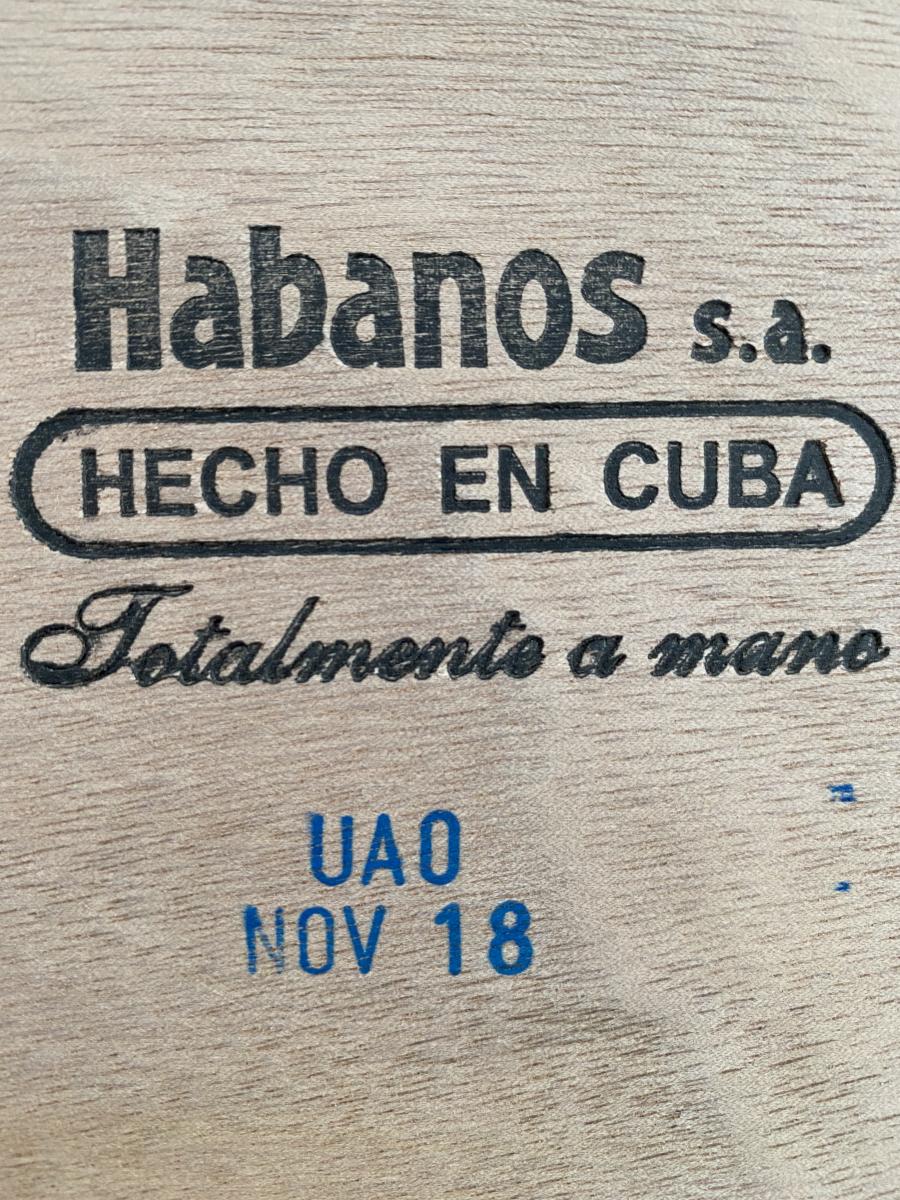 Habanos s.a.
HECHO EN CUBA
Totalmente a mano
UAO
NOV 18